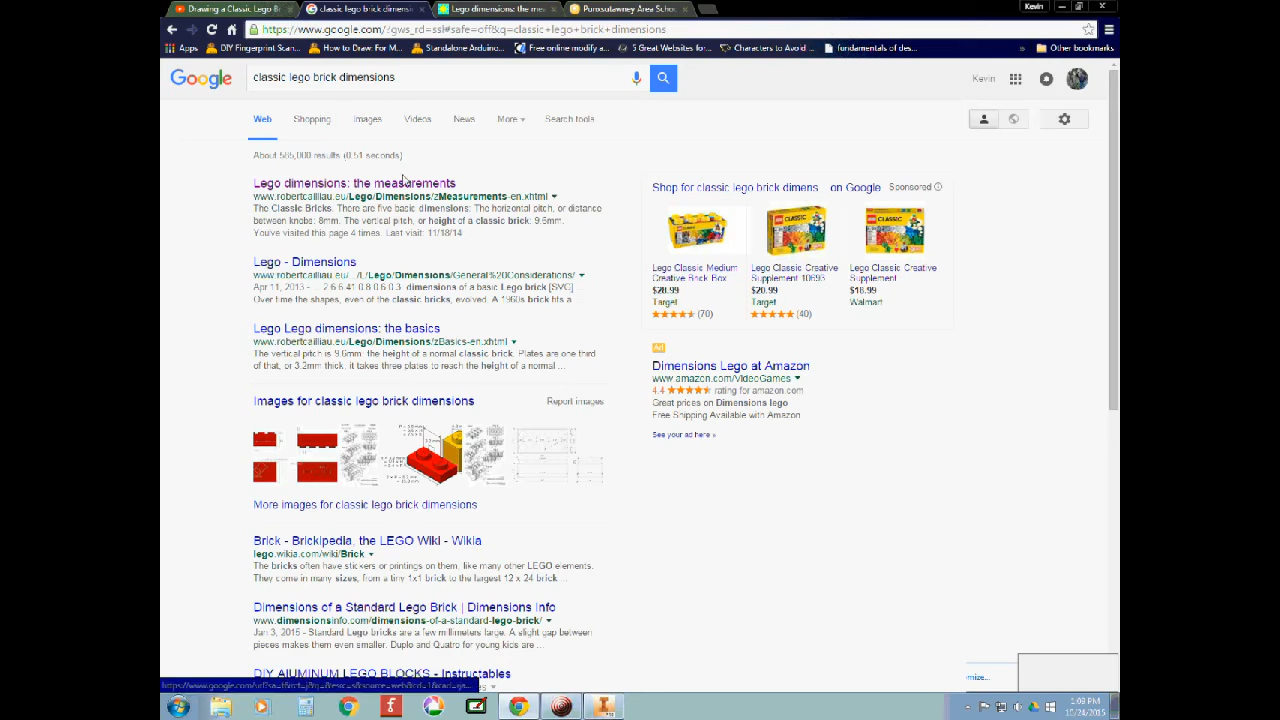 Drawing a Classic Lego B
classic lego brick dimensi
Lego dimensions: the me
Punxsutawney Area Scho
Kevin
https://www.google.com/?gws_rd=ssl#safe=off&q=classic+lego+brick+dimensions
Apps
DIY Fingerprint Scan...
How to Draw: For M...
Standalone Arduino...
Free online modify a...
5 Great Websites for...
Characters to Avoid ...
fundamentals of des...
»
Other bookmarks
Google
classic lego brick dimensions
Kevin
Web
Shopping
Images
Videos
News
More
Search tools
About 565,000 results (0.51 seconds)
Lego dimensions: the measurements
www.robertcailliau.eu/Lego/Dimensions/zMeasurements-en.xhtml
The Classic Bricks. There are five basic dimensions: The horizontal pitch, or distance
between knobs: 8mm. The vertical pitch, or height of a classic brick: 9.6mm.
You've visited this page 4 times. Last visit: 11/18/14
Lego - Dimensions
www.robertcailliau.eu/.../L/Lego/Dimensions/General%20Considerations/
Apr 11, 2013 - ... 2.6 6.41 0.8 0.6 0.3. dimensions of a basic Lego brick [SVG] ...
Over time the shapes, even of the classic bricks, evolved. A 1960s brick fits a ...
Lego Lego dimensions: the basics
www.robertcailliau.eu/Lego/Dimensions/zBasics-en.xhtml
The vertical pitch is 9.6mm: the height of a normal classic brick. Plates are one third
of that, or 3.2mm thick, it takes three plates to reach the height of a normal ...
Images for classic lego brick dimensions
Report images
More images for classic lego brick dimensions
Brick - Brickipedia, the LEGO Wiki - Wikia
lego.wikia.com/wiki/Brick
The bricks often have stickers or printing on them, like many other LEGO elements.
They come in many sizes, from a tiny 1x1 brick to the largest 12 x 24 brick ...
Dimensions of a Standard Lego Brick | Dimensions Info
www.dimensionsinfo.com/dimensions-of-a-standard-lego-brick/
Jan 3, 2015 - Standard Lego bricks are a few millimeters large. A slight gap between
pieces makes them even smaller. Duplo and Quatro for young kids are ...
DIY AlUMINUM LEGO BLOCKS - Instructables
Shop for classic lego brick dimens... on Google
Sponsored
Lego Classic Medium
Creative Brick Box
$28.99
Target
(70)
Lego Classic Creative
Supplement 10693
$20.99
Target
(40)
Lego Classic Creative
Supplement
$18.99
Walmart
Ad
Dimensions Lego at Amazon
www.amazon.com/VideoGames
4.4 rating for amazon.com
Great prices on Dimensions lego
Free Shipping Available with Amazon
See your ad here »
1:09 PM
10/24/2015